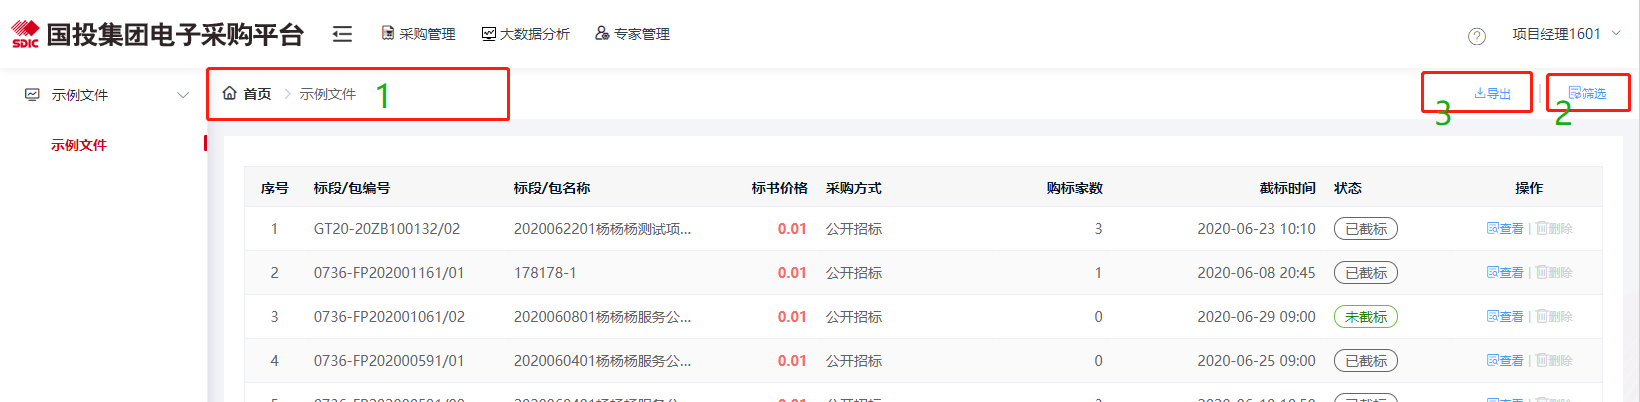 SDIC 国投集团电子采购平台 采购管理 大数据分析 专家管理 ? 项目经理1601
示例文件
示例文件
首页 > 示例文件 1
3 导出 | 2 筛选
序号 标段/包编号 标段/包名称 标书价格 采购方式 购标家数 截标时间 状态 操作
1 GT20-20ZB100132/02 2020062201杨杨杨测试项... 0.01 公开招标 3 2020-06-23 10:10 已截标 查看 | 删除
2 0736-FP202001161/01 178178-1 0.01 公开招标 1 2020-06-08 20:45 已截标 查看 | 删除
3 0736-FP202001061/02 2020060801杨杨杨服务公... 0.01 公开招标 0 2020-06-29 09:00 未截标 查看 | 删除
4 0736-FP202000591/01 2020060401杨杨杨服务公... 0.01 公开招标 0 2020-06-25 09:00 已截标 查看 | 删除